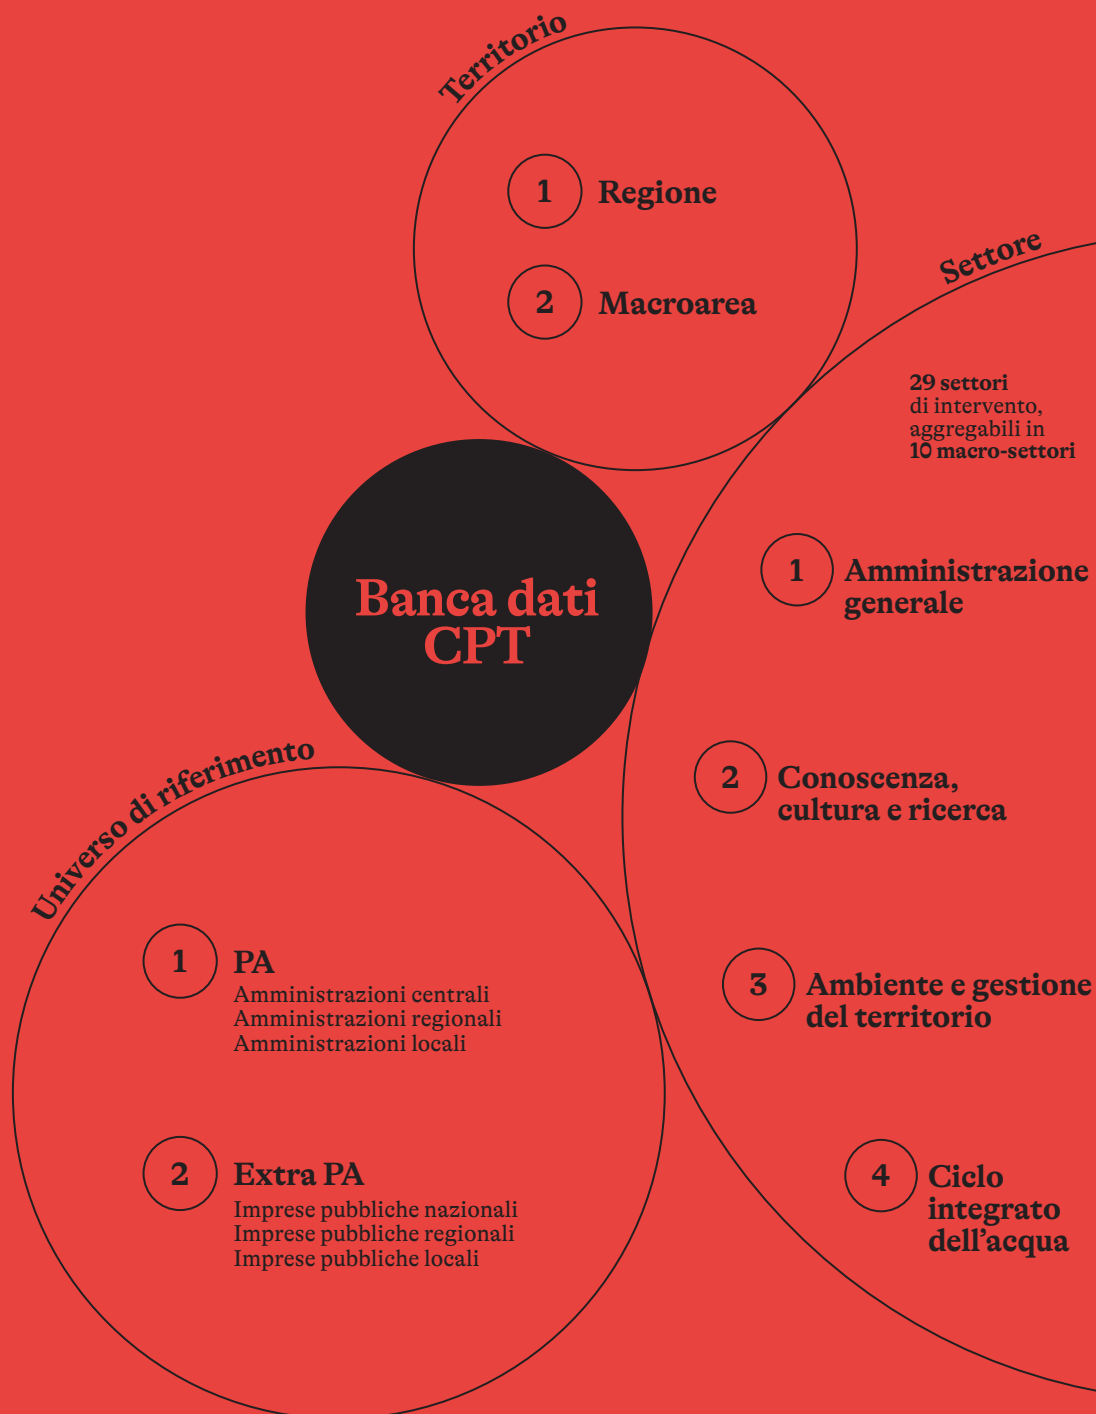 Territorio
1 Regione
2 Macroarea
Settore
29 settori
di intervento,
aggregabili in
10 macro-settori
1 Amministrazione
generale
2 Conoscenza,
cultura e ricerca
3 Ambiente e gestione
del territorio
4 Ciclo
integrato
dell’acqua
Banca dati
CPT
Universo di riferimento
1 PA
Amministrazioni centrali
Amministrazioni regionali
Amministrazioni locali
2 Extra PA
Imprese pubbliche nazionali
Imprese pubbliche regionali
Imprese pubbliche locali